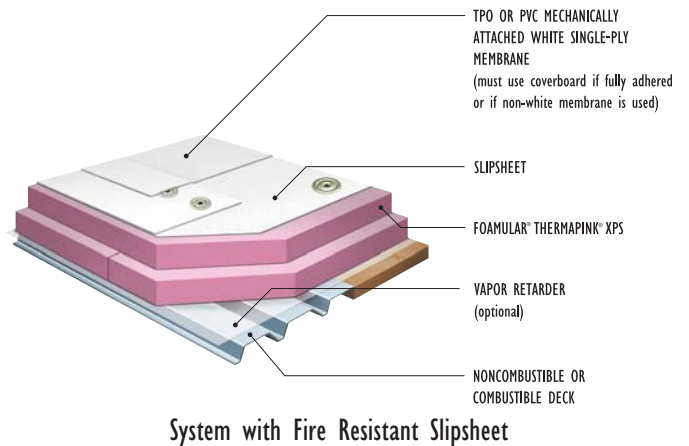 TPO OR PVC MECHANICALLY
ATTACHED WHITE SINGLE-PLY
MEMBRANE
(must use coverboard if fully adhered
or if non-white membrane is used)
SLIPSHEET
FOAMULAR® THERMAPINK® XPS
VAPOR RETARDER
(optional)
NONCOMBUSTIBLE OR
COMBUSTIBLE DECK
System with Fire Resistant Slipsheet